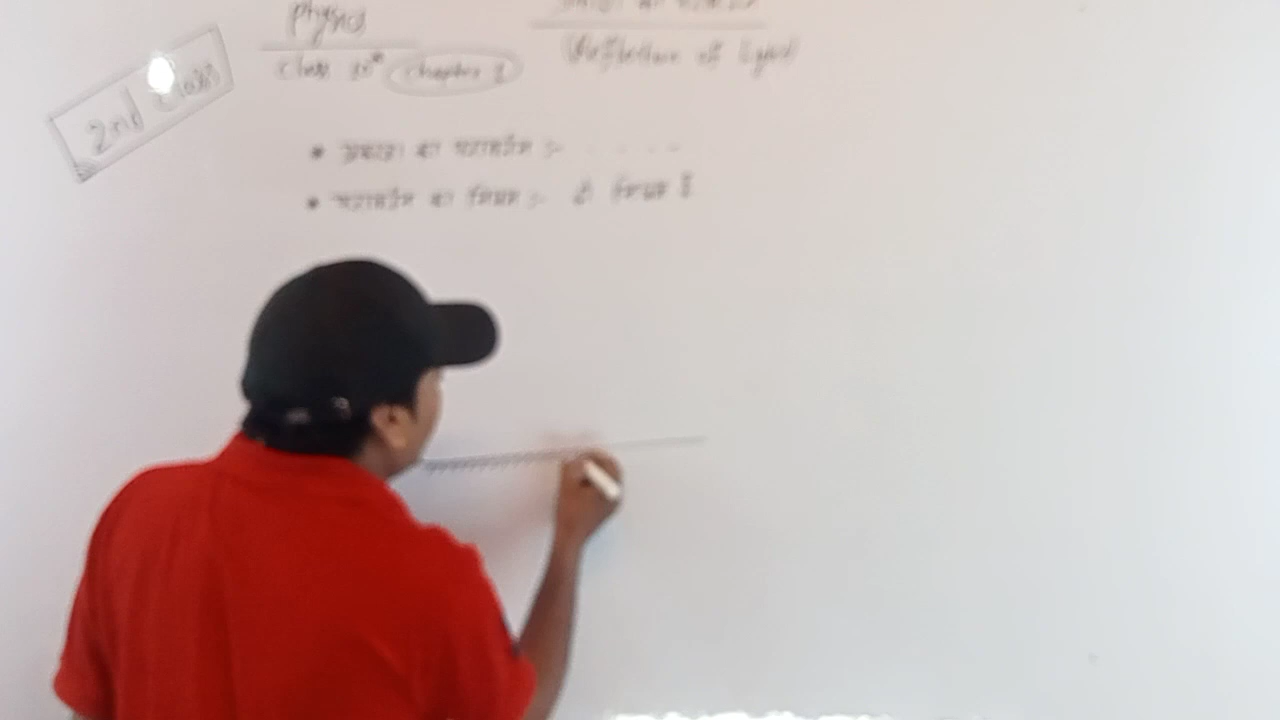 Physics
Class 10th Chapter 1
Reflection of light
2nd Class
• प्रकाश का परावर्तन :- . . . .
• परावर्तन का नियम :- दो नियम हैं